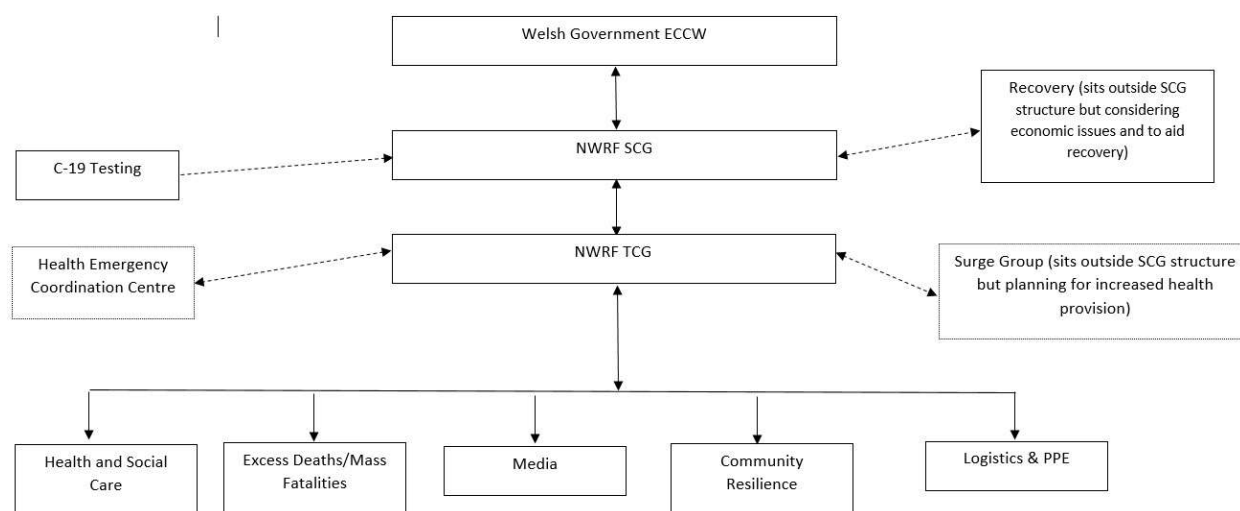 Welsh Government ECCW
Recovery (sits outside SCG
structure but considering
economic issues and to aid
recovery)
NWRF SCG
C-19 Testing
NWRF TCG
Health Emergency
Coordination Centre
Surge Group (sits outside SCG structure
but planning for increased health
provision)
Health and Social
Care
Excess Deaths/Mass
Fatalities
Media
Community
Resilience
Logistics & PPE